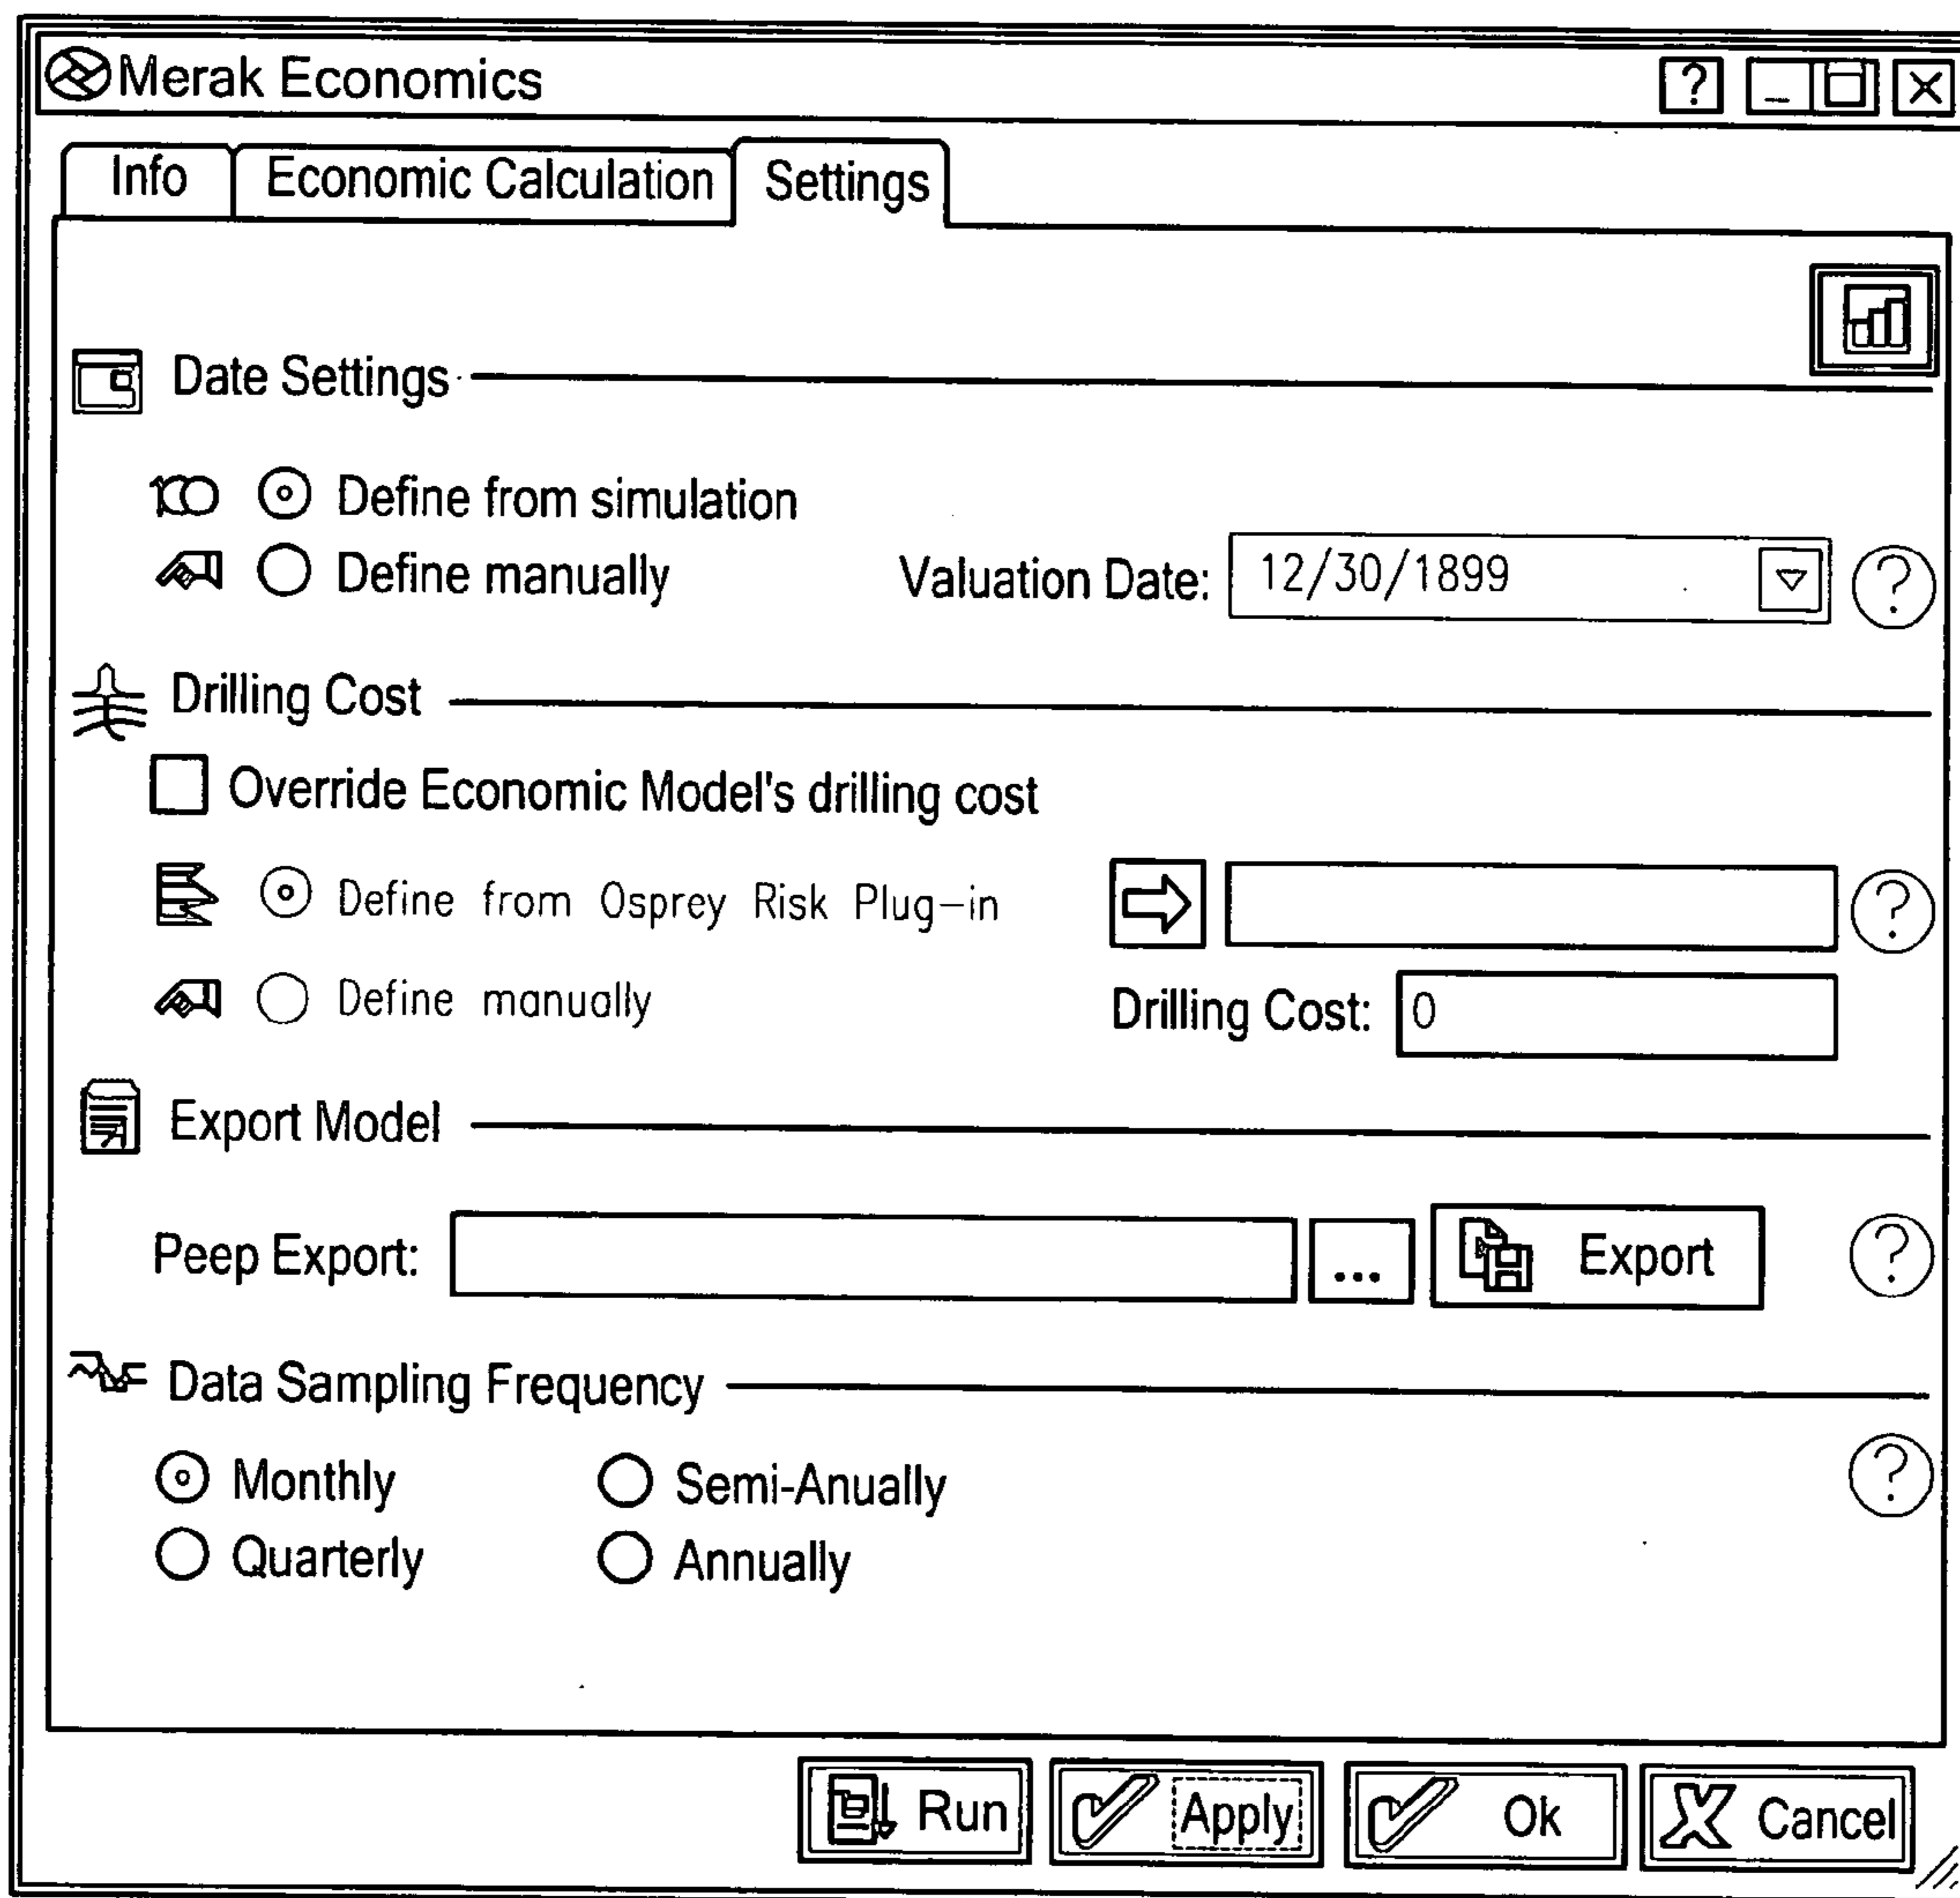 Merak Economics
Info Economic Calculation Settings
Date Settings
Define from simulation
Define manually Valuation Date: 12/30/1899
Drilling Cost
Override Economic Model's drilling cost
Define from Osprey Risk Plug-in
Define manually Drilling Cost: 0
Export Model
Peep Export: ... Export
Data Sampling Frequency
Monthly Semi-Anually
Quarterly Annually
Run Apply Ok Cancel